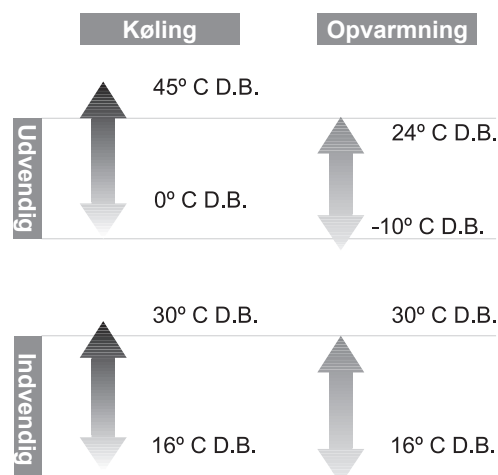 Køling Opvarmning
45º C D.B.
Udvendig
24º C D.B.
0º C D.B.
-10º C D.B.
30º C D.B. 30º C D.B.
Indvendig
16º C D.B. 16º C D.B.